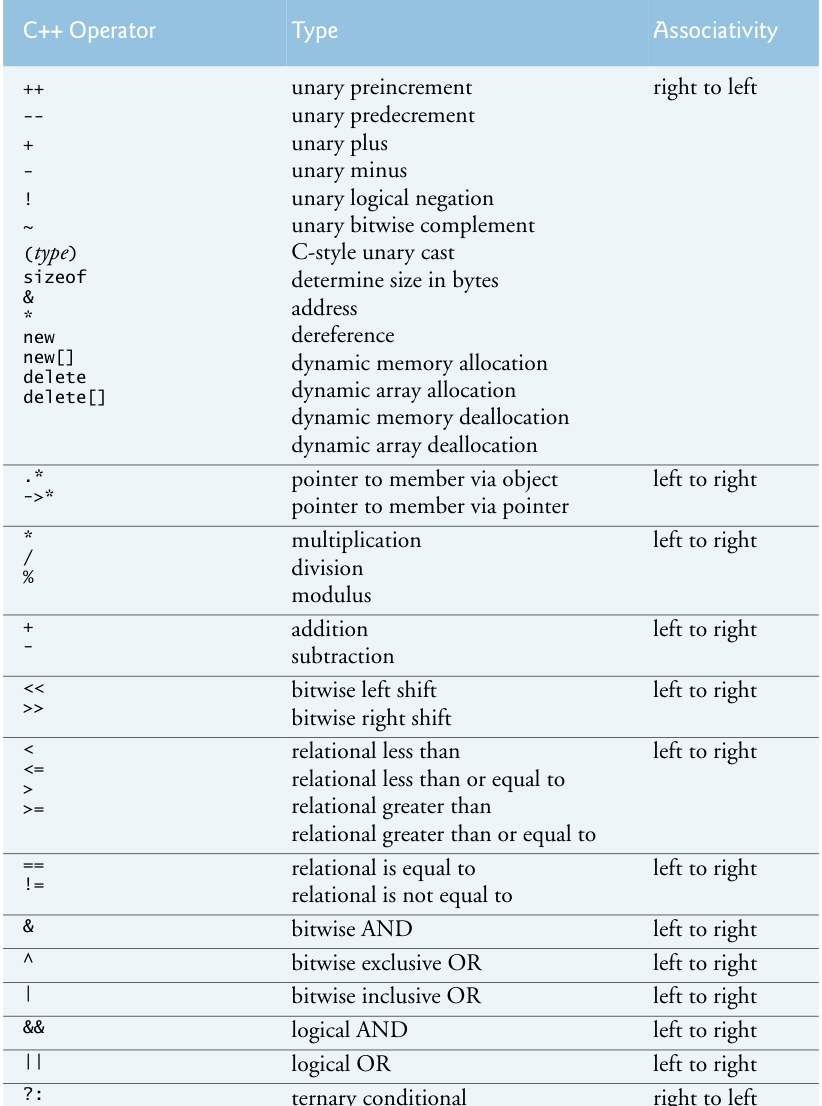 C++ Operator Type Associativity
++ unary preincrement right to left
-- unary predecrement
+ unary plus
- unary minus
! unary logical negation
~ unary bitwise complement
(type) C-style unary cast
sizeof determine size in bytes
& address
* dereference
new dynamic memory allocation
new[] dynamic array allocation
delete dynamic memory deallocation
delete[] dynamic array deallocation
.* pointer to member via object left to right
->* pointer to member via pointer
* multiplication left to right
/ division
% modulus
+ addition left to right
- subtraction
<< bitwise left shift left to right
>> bitwise right shift
< relational less than left to right
<= relational less than or equal to
> relational greater than
>= relational greater than or equal to
== relational is equal to left to right
!= relational is not equal to
& bitwise AND left to right
^ bitwise exclusive OR left to right
| bitwise inclusive OR left to right
&& logical AND left to right
|| logical OR left to right
?: ternary conditional right to left